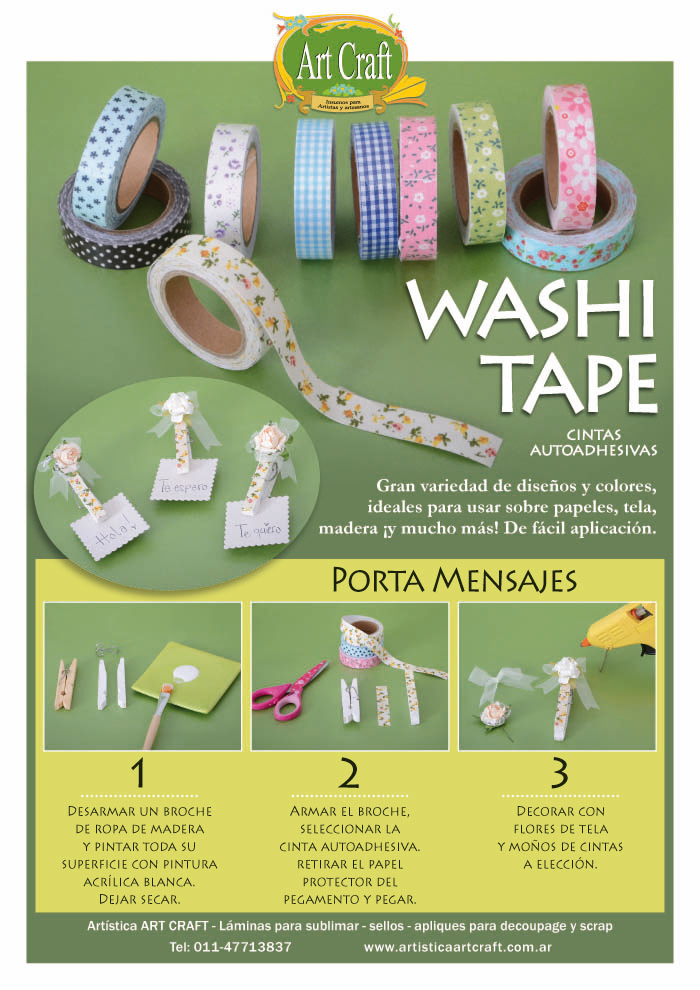 Art Craft
Insumos para
Artistas y artesanos
WASHI
TAPE
CINTAS
AUTOADHESIVAS
Gran variedad de diseños y colores,
ideales para usar sobre papeles, tela,
madera ¡y mucho más! De fácil aplicación.
Hola!
Te espero
Te quiero
PORTA MENSAJES
1
DESARMAR UN BROCHE
DE ROPA DE MADERA
Y PINTAR TODA SU
SUPERFICIE CON PINTURA
ACRÍLICA BLANCA.
DEJAR SECAR.
2
ARMAR EL BROCHE,
SELECCIONAR LA
CINTA AUTOADHESIVA.
RETIRAR EL PAPEL
PROTECTOR DEL
PEGAMENTO Y PEGAR.
3
DECORAR CON
FLORES DE TELA
Y MOÑOS DE CINTAS
A ELECCIÓN.
Artística ART CRAFT - Láminas para sublimar - sellos - apliques para decoupage y scrap
Tel: 011-47713837 www.artisticaartcraft.com.ar